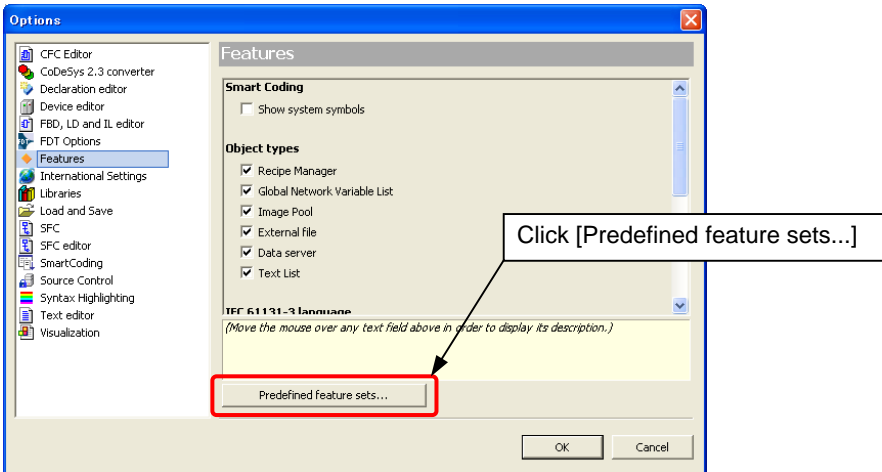 Options
CFC Editor
CoDeSys 2.3 converter
Declaration editor
Device editor
FBD, LD and IL editor
FDT Options
Features
International Settings
Libraries
Load and Save
SFC
SFC editor
SmartCoding
Source Control
Syntax Highlighting
Text editor
Visualization
Features
Smart Coding
Show system symbols
Object types
Recipe Manager
Global Network Variable List
Image Pool
External file
Data server
Text List
IEC 61131-3 language
(Move the mouse over any text field above in order to display its description.)
Predefined feature sets...
OK
Cancel
Click [Predefined feature sets...]